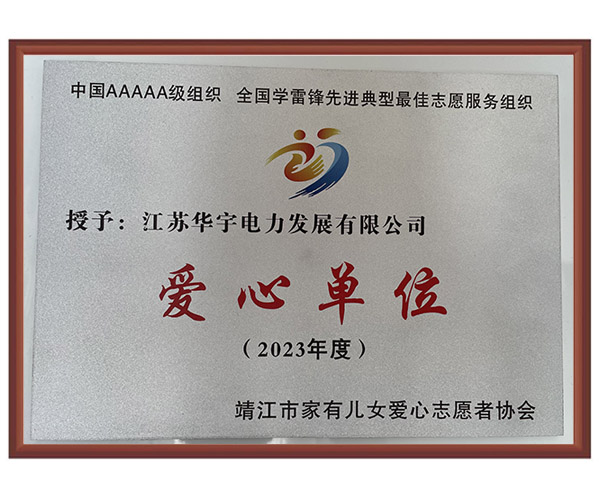 中国AAAAA级组织 全国学雷锋先进典型最佳志愿服务组织
授予：江苏华宇电力发展有限公司
爱心单位
（2023年度）
靖江市家有儿女爱心志愿者协会